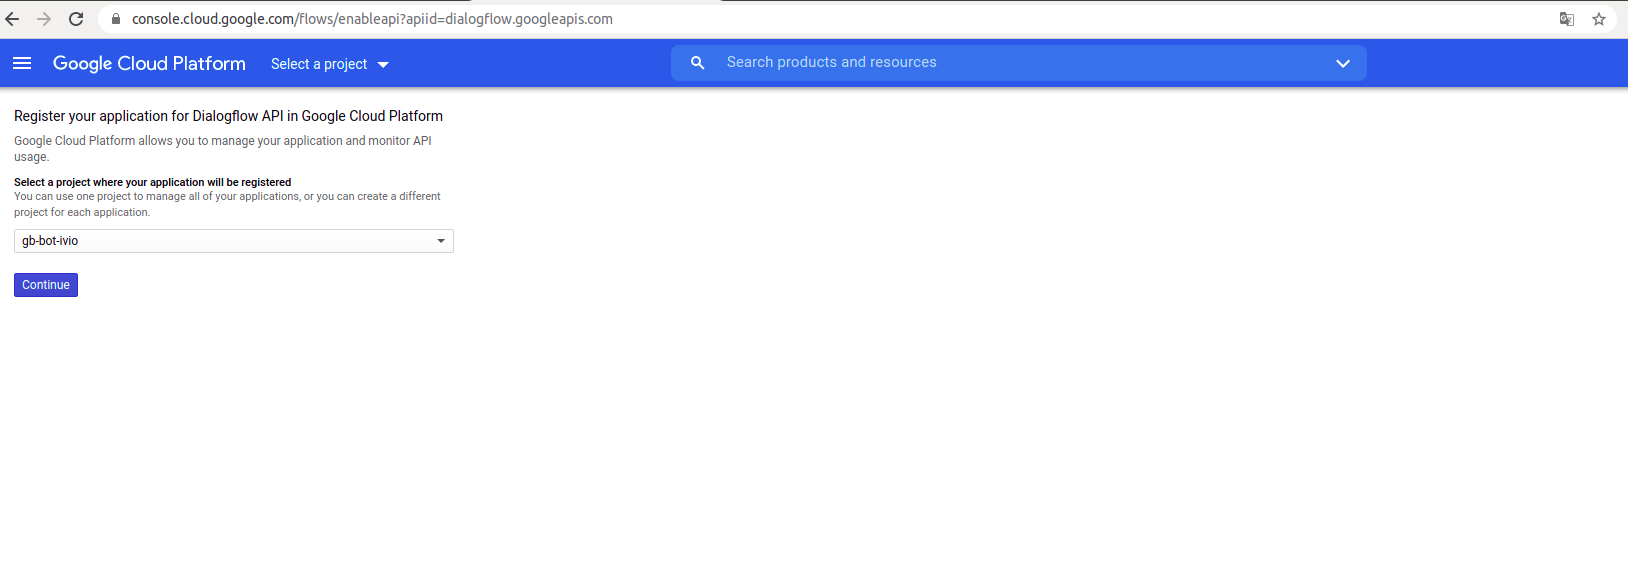 console.cloud.google.com/flows/enableapi?apiid=dialogflow.googleapis.com
Google Cloud Platform
Select a project
Search products and resources
Register your application for Dialogflow API in Google Cloud Platform
Google Cloud Platform allows you to manage your application and monitor API
usage.
Select a project where your application will be registered
You can use one project to manage all of your applications, or you can create a different
project for each application.
gb-bot-ivio
Continue